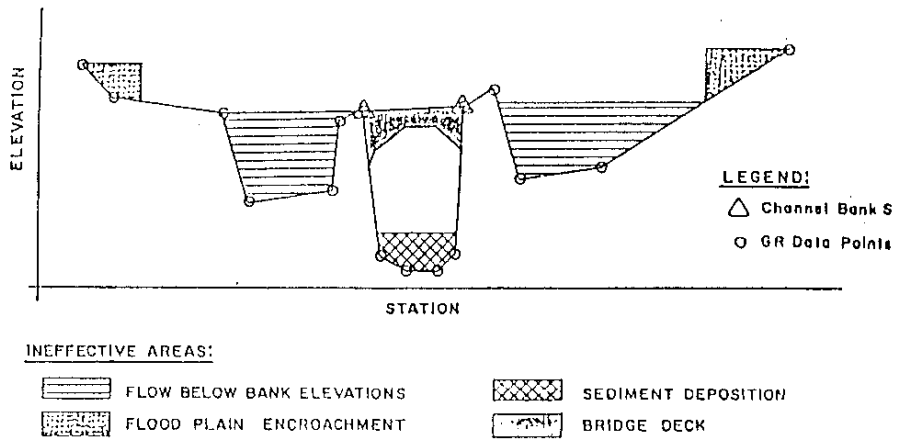 ELEVATION
STATION
LEGEND:
Channel Bank S
GR Data Points
INEFFECTIVE AREAS:
FLOW BELOW BANK ELEVATIONS
FLOOD PLAIN ENCROACHMENT
SEDIMENT DEPOSITION
BRIDGE DECK